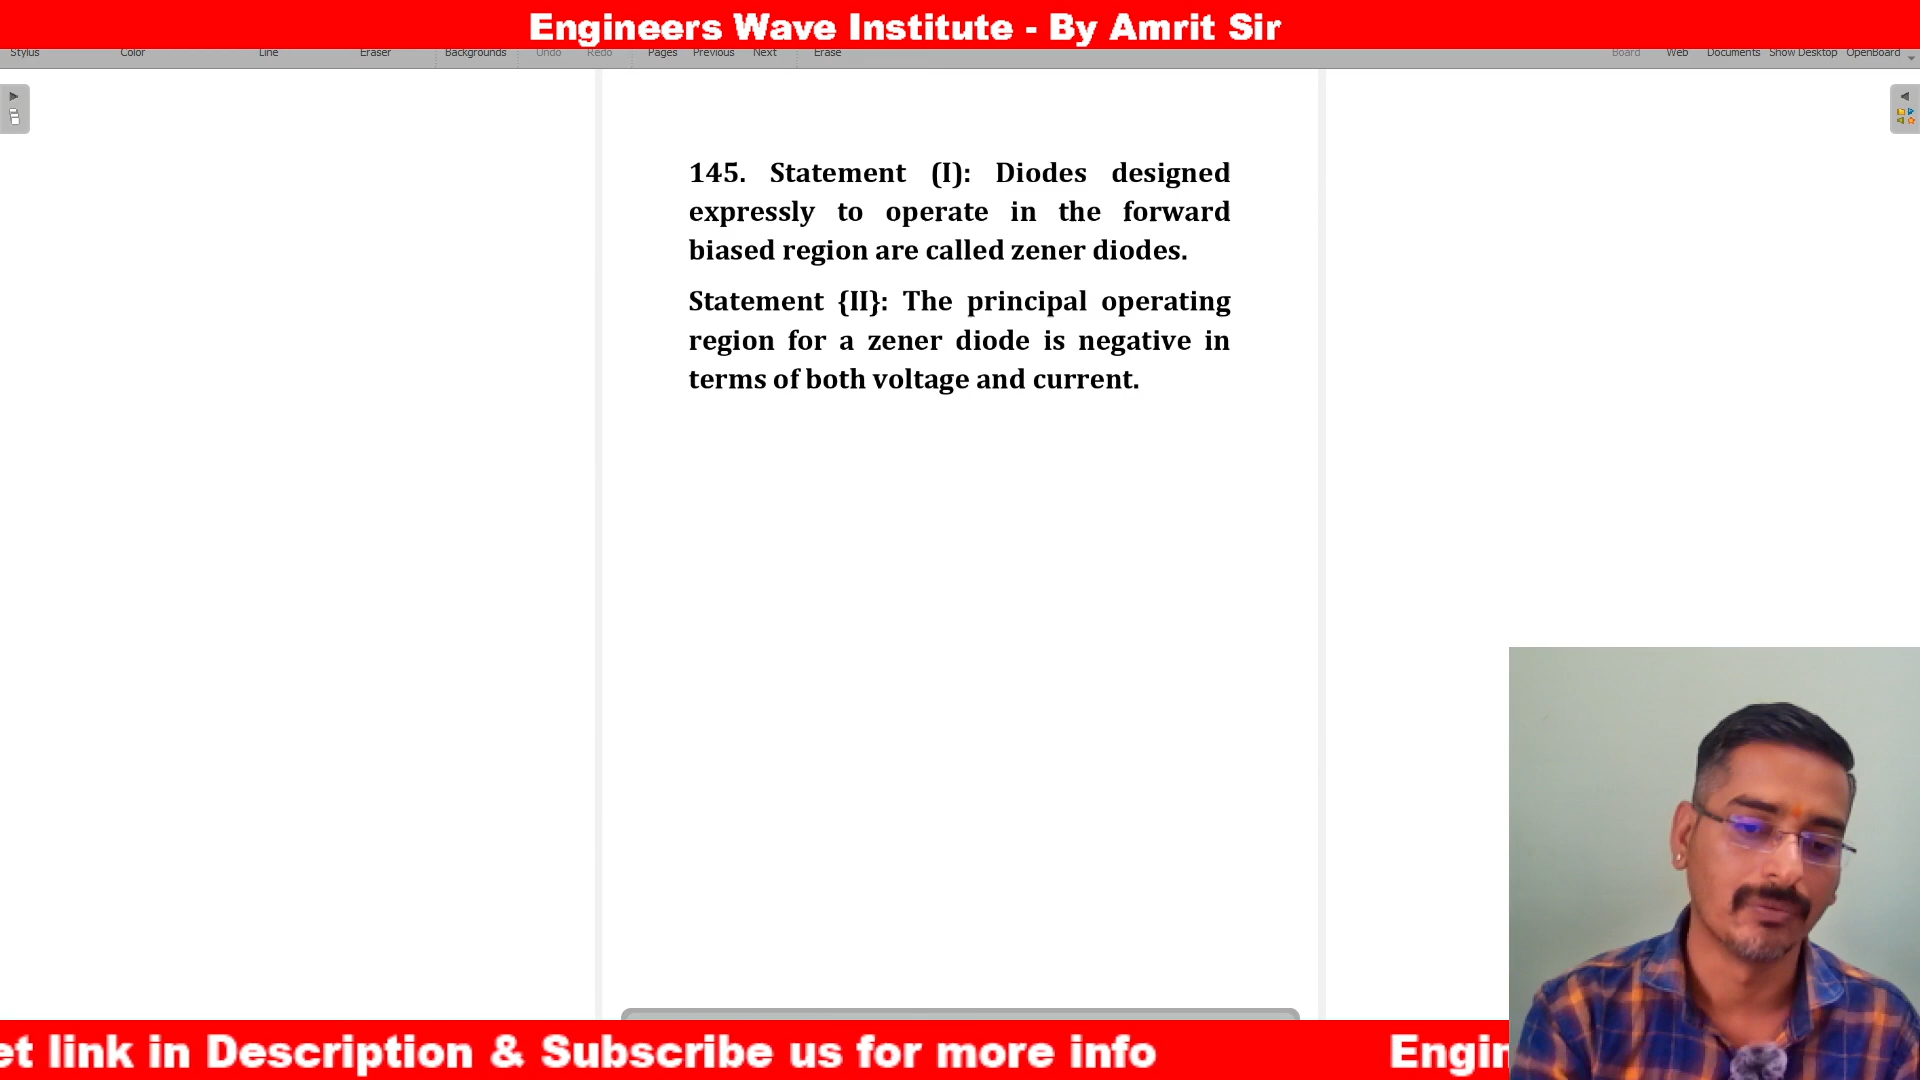 Engineers Wave Institute - By Amrit Sir
Stylus Color Line Eraser Backgrounds Undo Redo Pages Previous Next Erase Board Web Documents Show Desktop OpenBoard
145. Statement (I): Diodes designed
expressly to operate in the forward
biased region are called zener diodes.
Statement {II}: The principal operating
region for a zener diode is negative in
terms of both voltage and current.
et link in Description & Subscribe us for more info Engin